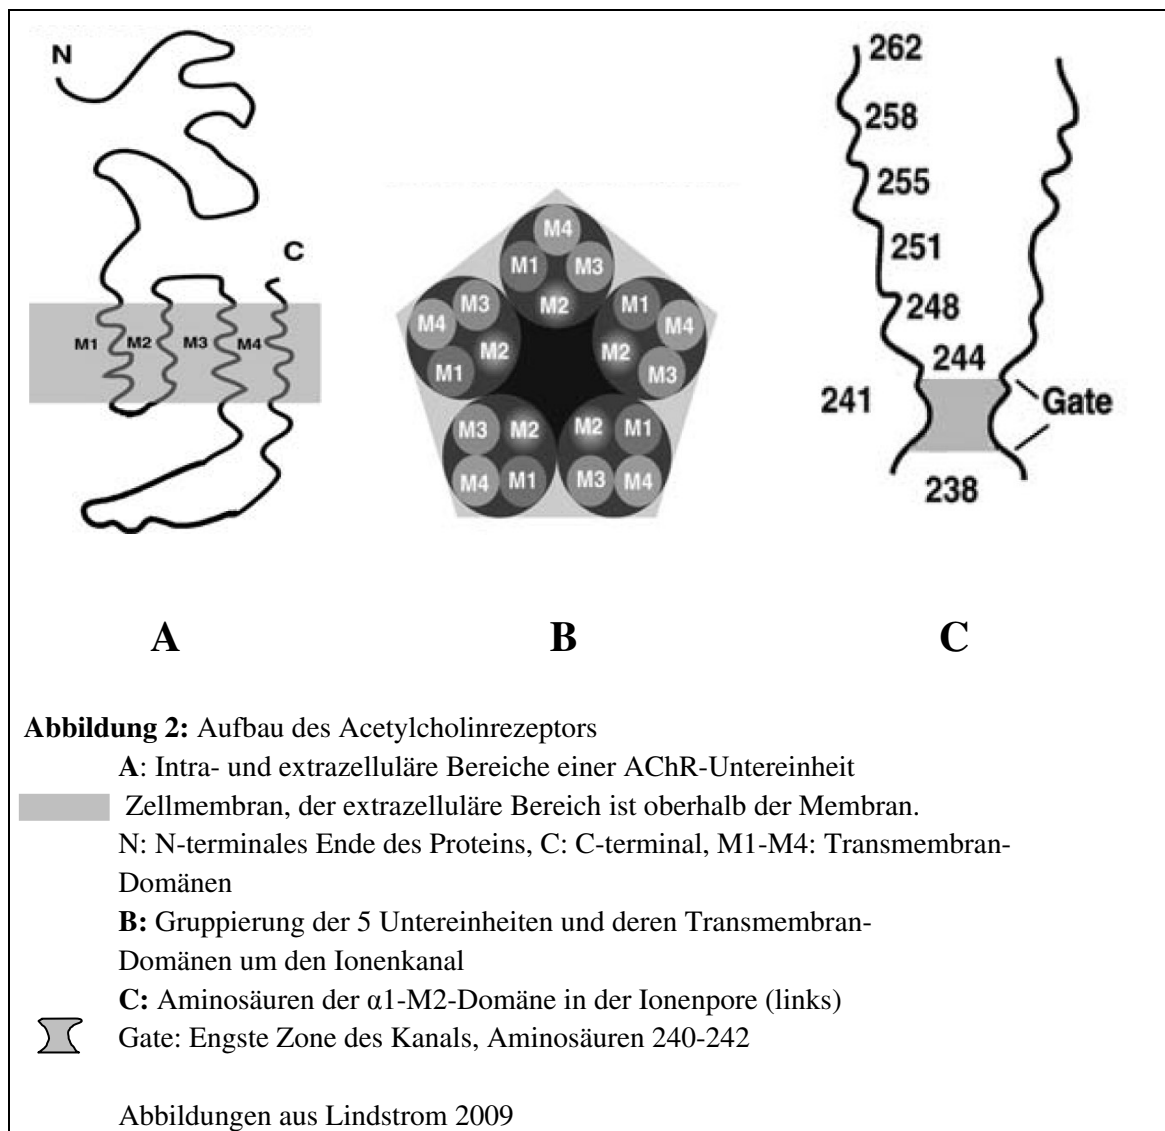 N
C
M1
M2
M3
M4
M4
M1
M3
M2
M3
M4
M2
M1
M1
M4
M2
M3
M3
M2
M4
M1
M2
M1
M3
M4
262
258
255
251
248
244
241
Gate
238
A
B
C
Abbildung 2: Aufbau des Acetylcholinrezeptors
A: Intra- und extrazelluläre Bereiche einer AChR-Untereinheit
Zellmembran, der extrazelluläre Bereich ist oberhalb der Membran.
N: N-terminales Ende des Proteins, C: C-terminal, M1-M4: Transmembran-
Domänen
B: Gruppierung der 5 Untereinheiten und deren Transmembran-
Domänen um den Ionenkanal
C: Aminosäuren der α1-M2-Domäne in der Ionenpore (links)
Gate: Engste Zone des Kanals, Aminosäuren 240-242
Abbildungen aus Lindstrom 2009